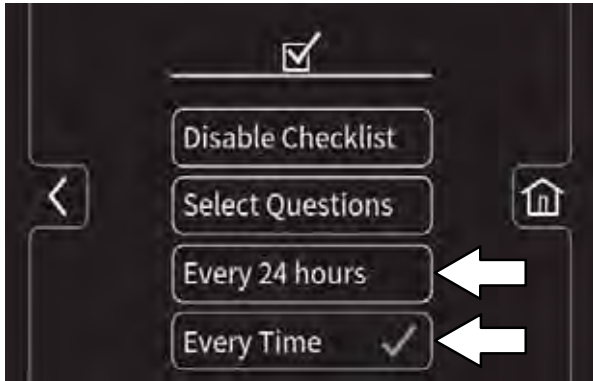 Disable Checklist
Select Questions
Every 24 hours
Every Time